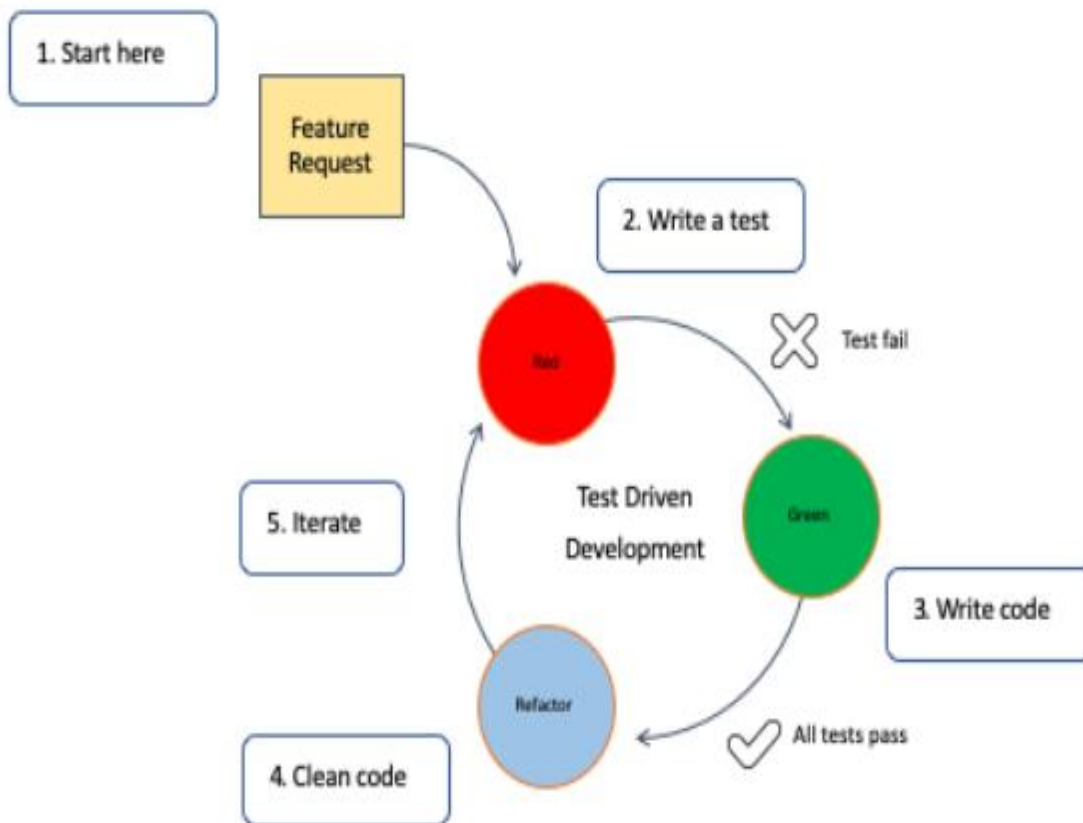 1. Start here
Feature
Request
2. Write a test
Red
Test fail
Green
Test Driven
Development
5. Iterate
3. Write code
Refactor
All tests pass
4. Clean code